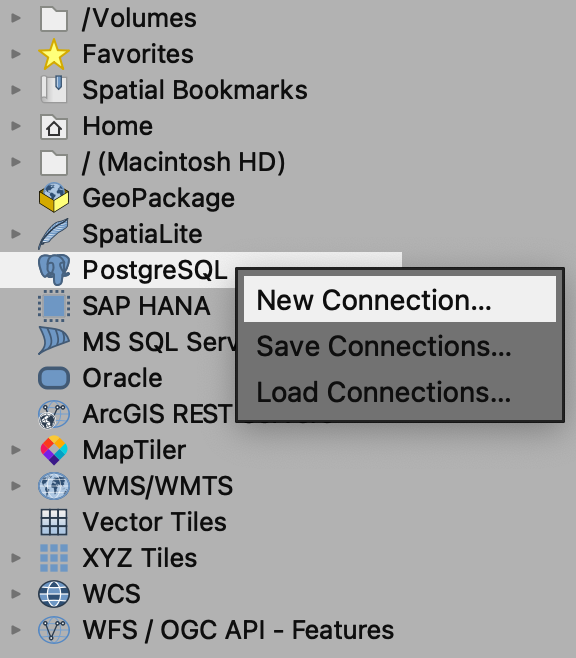 /Volumes
Favorites
Spatial Bookmarks
Home
/ (Macintosh HD)
GeoPackage
SpatiaLite
PostgreSQL
New Connection...
SAP HANA
MS SQL
Save Connections...
Oracle
Load Connections...
ArcGIS REST
MapTiler
WMS/WMTS
Vector Tiles
XYZ Tiles
WCS
WFS / OGC API - Features